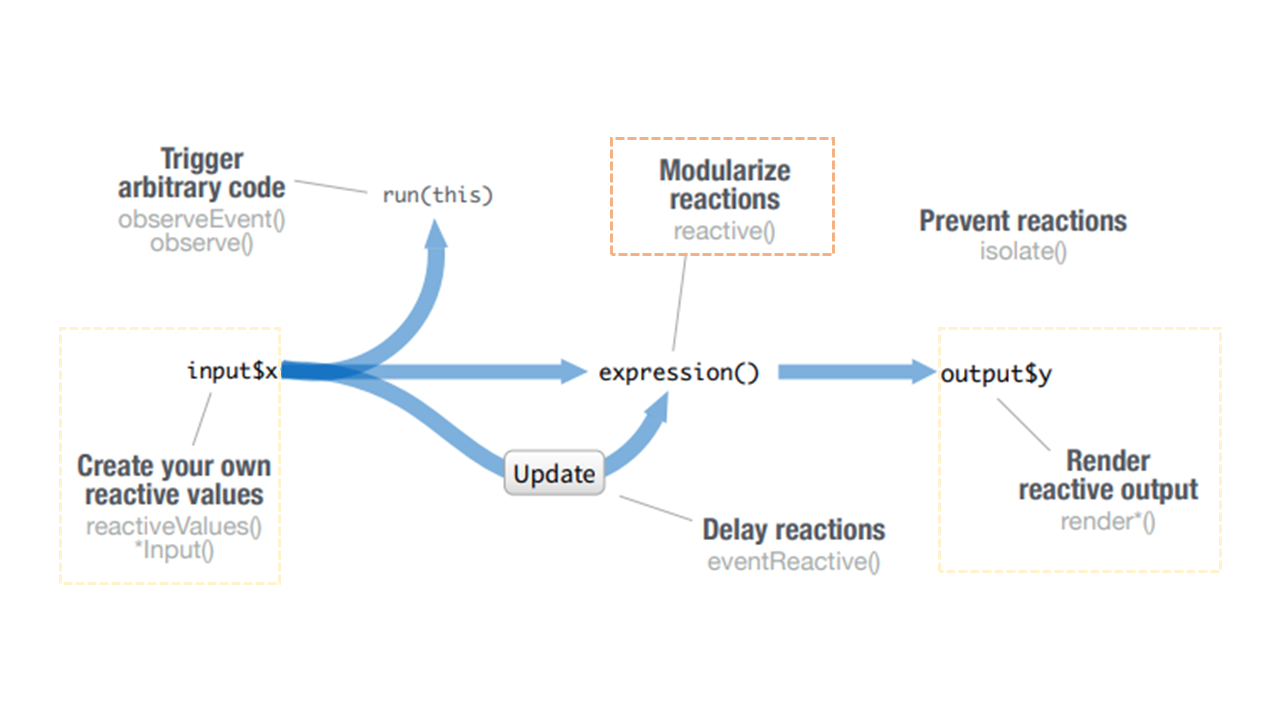 Trigger
arbitrary code
observeEvent()
observe()
run(this)
Modularize
reactions
reactive()
Prevent reactions
isolate()
input$x
expression()
output$y
Create your own
reactive values
reactiveValues()
*Input()
Update
Delay reactions
eventReactive()
Render
reactive output
render*()